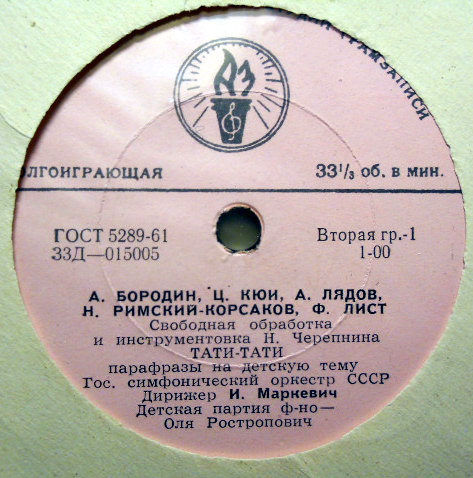 АЗ
ГРАМЗАПИСИ
ЛГОИГРАЮЩАЯ
33⅓ об. в мин.
ГОСТ 5289-61
33Д—015005
Вторая гр.-1
1-00
А. БОРОДИН, Ц. КЮИ, А. ЛЯДОВ,
Н. РИМСКИЙ-КОРСАКОВ, Ф. ЛИСТ
Свободная обработка
и инструментовка Н. Черепнина
ТАТИ-ТАТИ
парафразы на детскую тему
Гос. симфонический оркестр СССР
Дирижер И. Маркевич
Детская партия ф-но—
Оля Ростропович